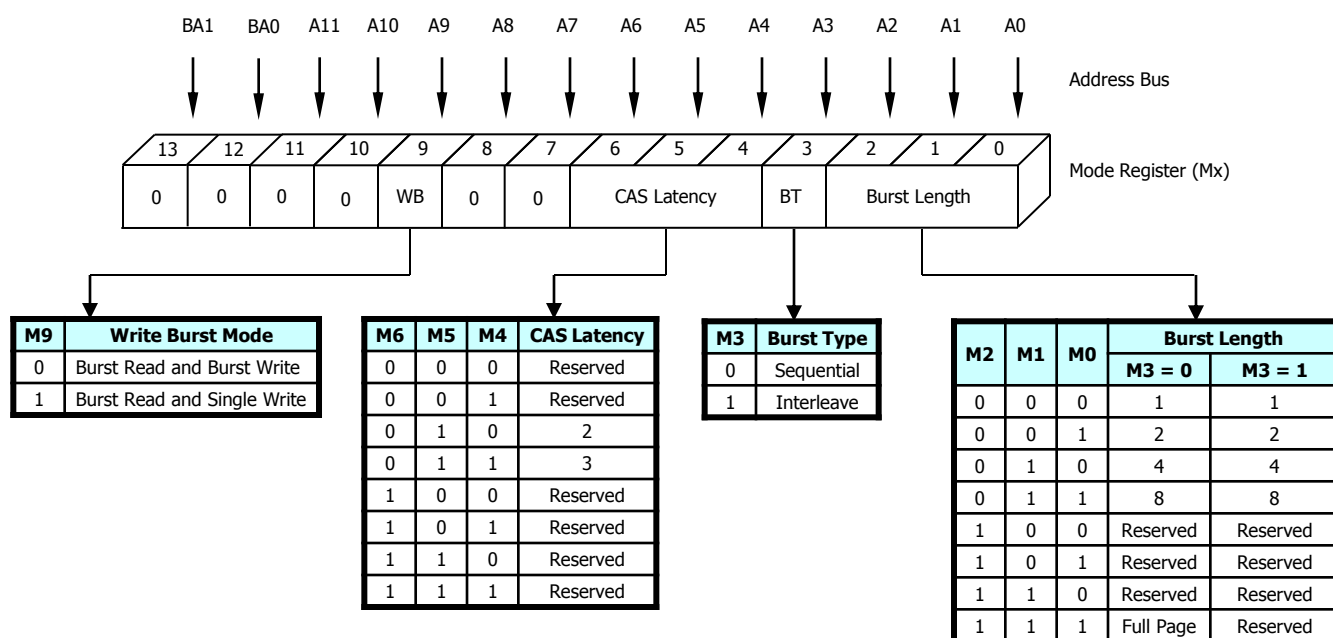 BA1 BA0 A11 A10 A9 A8 A7 A6 A5 A4 A3 A2 A1 A0
Address Bus
13 12 11 10 9 8 7 6 5 4 3 2 1 0
Mode Register (Mx)
0 0 0 0 WB 0 0 CAS Latency BT Burst Length
M9 Write Burst Mode
0 Burst Read and Burst Write
1 Burst Read and Single Write
M6 M5 M4 CAS Latency
0 0 0 Reserved
0 0 1 Reserved
0 1 0 2
0 1 1 3
1 0 0 Reserved
1 0 1 Reserved
1 1 0 Reserved
1 1 1 Reserved
M3 Burst Type
0 Sequential
1 Interleave
M2 M1 M0 Burst Length
M3 = 0 M3 = 1
0 0 0 1 1
0 0 1 2 2
0 1 0 4 4
0 1 1 8 8
1 0 0 Reserved Reserved
1 0 1 Reserved Reserved
1 1 0 Reserved Reserved
1 1 1 Full Page Reserved